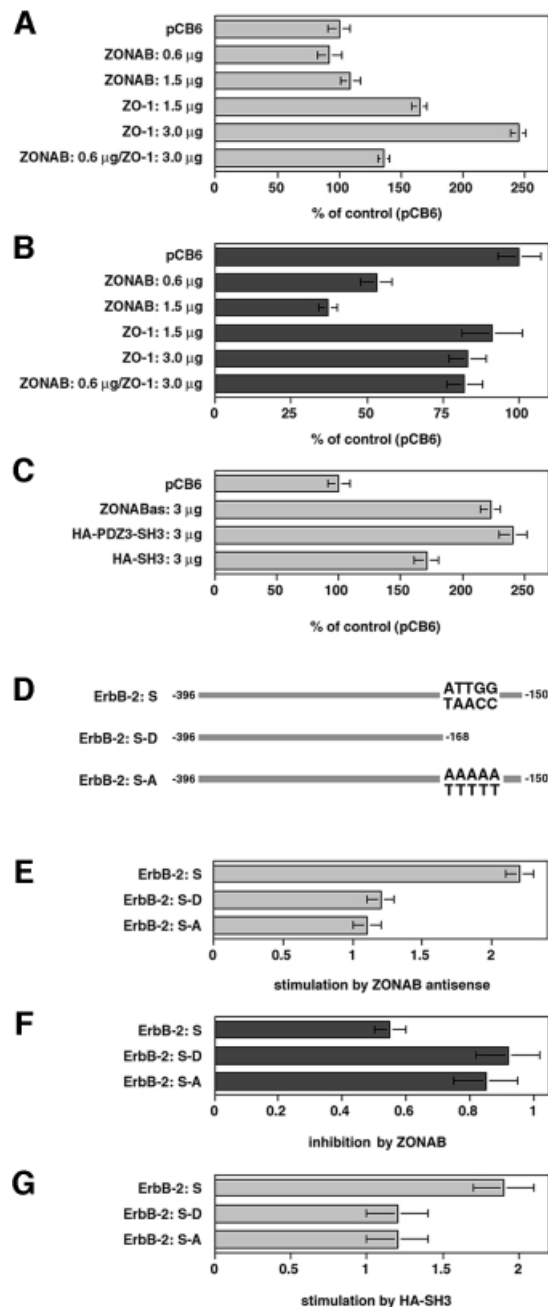 A
pCB6
ZONAB: 0.6 µg
ZONAB: 1.5 µg
ZO-1: 1.5 µg
ZO-1: 3.0 µg
ZONAB: 0.6 µg/ZO-1: 3.0 µg
0 50 100 150 200 250
% of control (pCB6)
B
pCB6
ZONAB: 0.6 µg
ZONAB: 1.5 µg
ZO-1: 1.5 µg
ZO-1: 3.0 µg
ZONAB: 0.6 µg/ZO-1: 3.0 µg
0 25 50 75 100
% of control (pCB6)
C
pCB6
ZONABas: 3 µg
HA-PDZ3-SH3: 3 µg
HA-SH3: 3 µg
0 50 100 150 200 250
% of control (pCB6)
D
ATTGG
ErbB-2: S -396 -150
TAACC
ErbB-2: S-D -396 -168
AAAAA
ErbB-2: S-A -396 -150
TTTTT
E
ErbB-2: S
ErbB-2: S-D
ErbB-2: S-A
0 0.5 1 1.5 2
stimulation by ZONAB antisense
F
ErbB-2: S
ErbB-2: S-D
ErbB-2: S-A
0 0.2 0.4 0.6 0.8 1
inhibition by ZONAB
G
ErbB-2: S
ErbB-2: S-D
ErbB-2: S-A
0 0.5 1 1.5 2
stimulation by HA-SH3